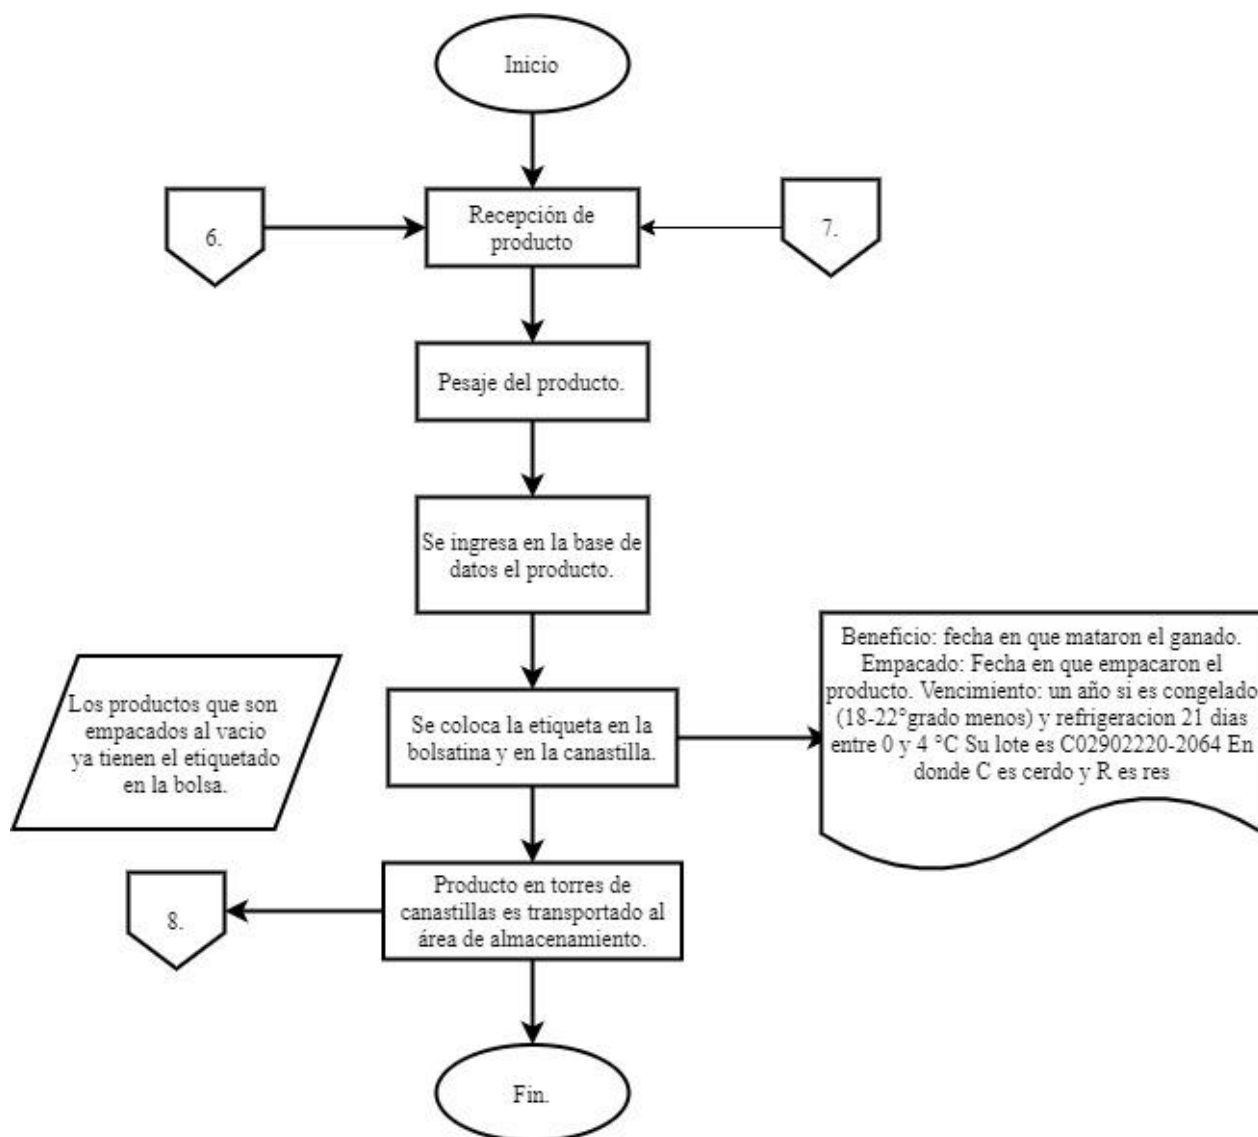 Inicio
6.
Recepción de
producto
7.
Pesaje del producto.
Se ingresa en la base de
datos el producto.
Los productos que son
empacados al vacio
ya tienen el etiquetado
en la bolsa.
Se coloca la etiqueta en la
bolsatina y en la canastilla.
Beneficio: fecha en que mataron el ganado.
Empacado: Fecha en que empacaron el
producto. Vencimiento: un año si es congelado
(18-22°grado menos) y refrigeracion 21 dias
entre 0 y 4 °C Su lote es C02902220-2064 En
donde C es cerdo y R es res
8.
Producto en torres de
canastillas es transportado al
área de almacenamiento.
Fin.